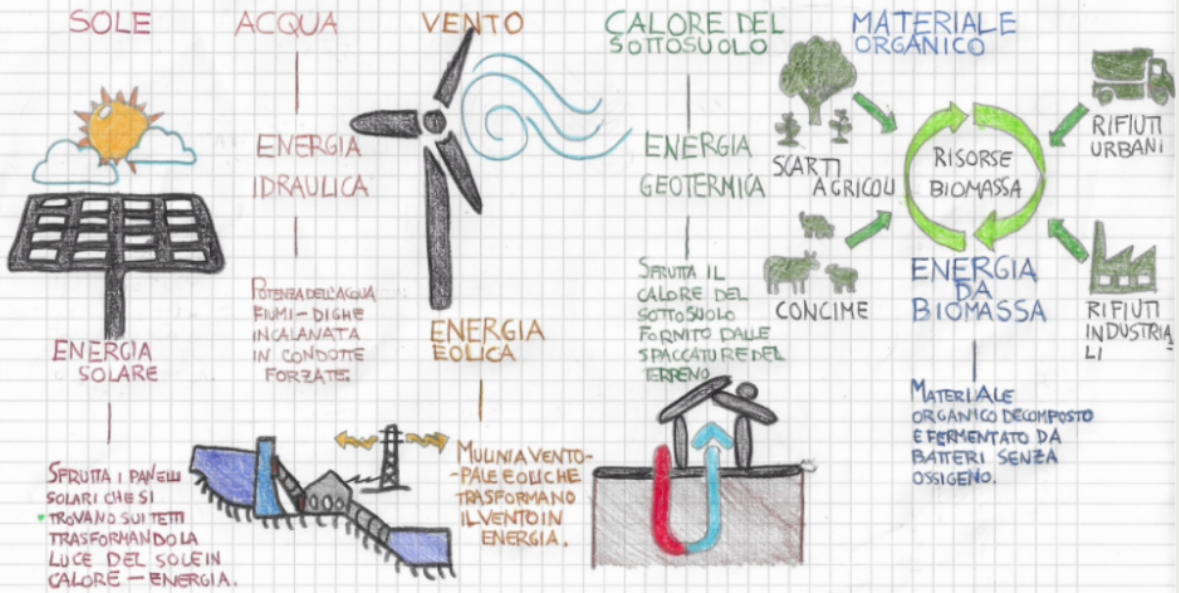 SOLE
ENERGIA
SOLARE
SFRUTTA I PANELLI
SOLARI CHE SI
TROVANO SUI TETTI
TRASFORMANDO LA
LUCE DEL SOLE IN
CALORE - ENERGIA.
ACQUA
ENERGIA
IDRAULICA
POTENZA DELL'ACQUA
FIUMI - DIGHE
INCALANATA
IN CONDOTTE
FORZATE.
VENTO
ENERGIA
EOLICA
MULINI A VENTO-
-PALE EOLICHE
TRASFORMANO
IL VENTO IN
ENERGIA.
CALORE DEL
SOTTOSUOLO
ENERGIA
GEOTERMICA
SFRUTTA IL
CALORE DEL
SOTTOSUOLO
FORNITO DALLE
SPACCATURE DEL
TERRENO
MATERIALE
ORGANICO
SCARTI
AGRICOLI
CONCIME
RISORSE
BIOMASSA
RIFIUTI
URBANI
RIFIUTI
INDUSTRIA
LI
ENERGIA
DA
BIOMASSA
MATERIALE
ORGANICO DECOMPOSTO
E FERMENTATO DA
BATTERI SENZA
OSSIGENO.